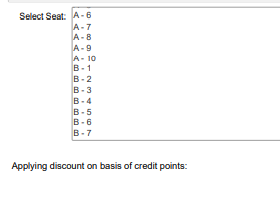 Select Seat: A - 6
A - 7
A - 8
A - 9
A - 10
B - 1
B - 2
B - 3
B - 4
B - 5
B - 6
B - 7
Applying discount on basis of credit points: